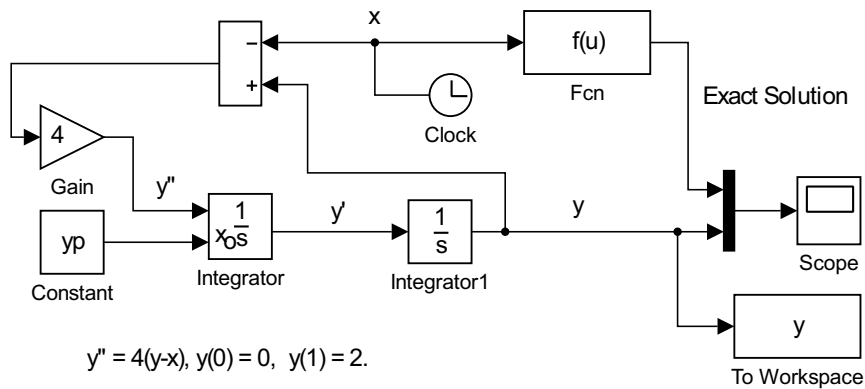 x
−
+
f(u)
Fcn
Exact Solution
Clock
4
Gain
y"
yp
Constant
1
s
xo
Integrator
y'
1
s
Integrator1
y
Scope
y
To Workspace
y" = 4(y-x), y(0) = 0, y(1) = 2.